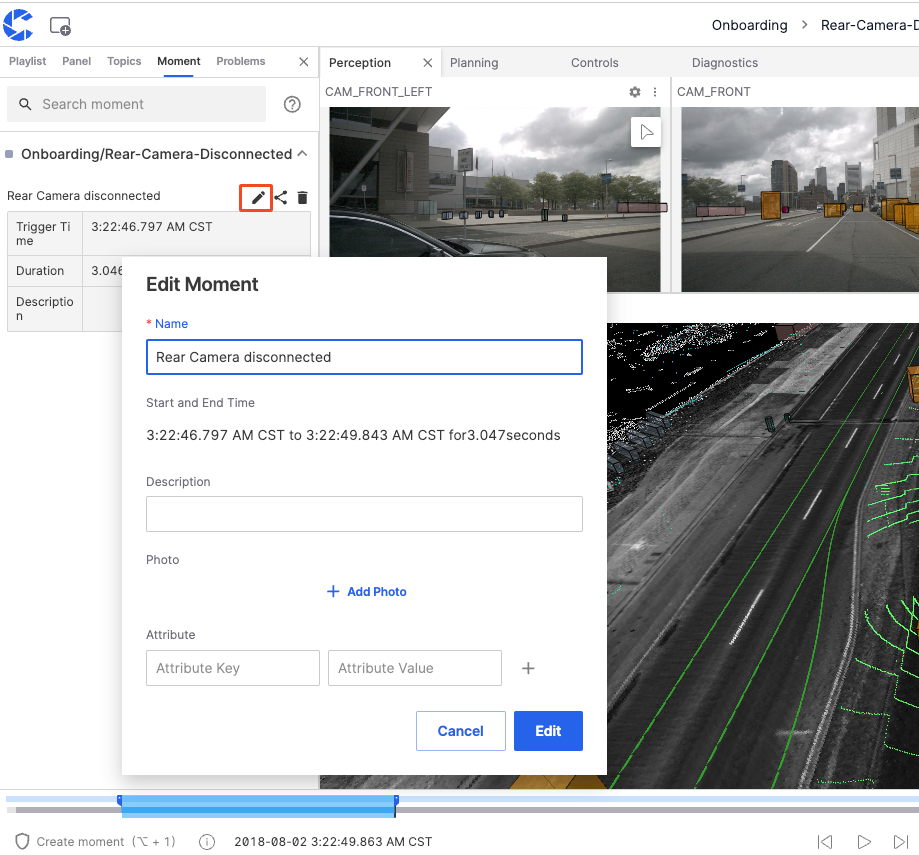 Onboarding > Rear-Camera-D
Playlist Panel Topics Moment Problems
Perception Planning Controls Diagnostics
CAM_FRONT_LEFT
CAM_FRONT
Search moment
Onboarding/Rear-Camera-Disconnected
Rear Camera disconnected
Trigger Ti
me
3:22:46.797 AM CST
Duration
3.046
Descriptio
n
Edit Moment
* Name
Rear Camera disconnected
Start and End Time
3:22:46.797 AM CST to 3:22:49.843 AM CST for3.047seconds
Description
Photo
+ Add Photo
Attribute
Attribute Key
Attribute Value
Cancel
Edit
Create moment (⌥ + 1)
2018-08-02 3:22:49.863 AM CST